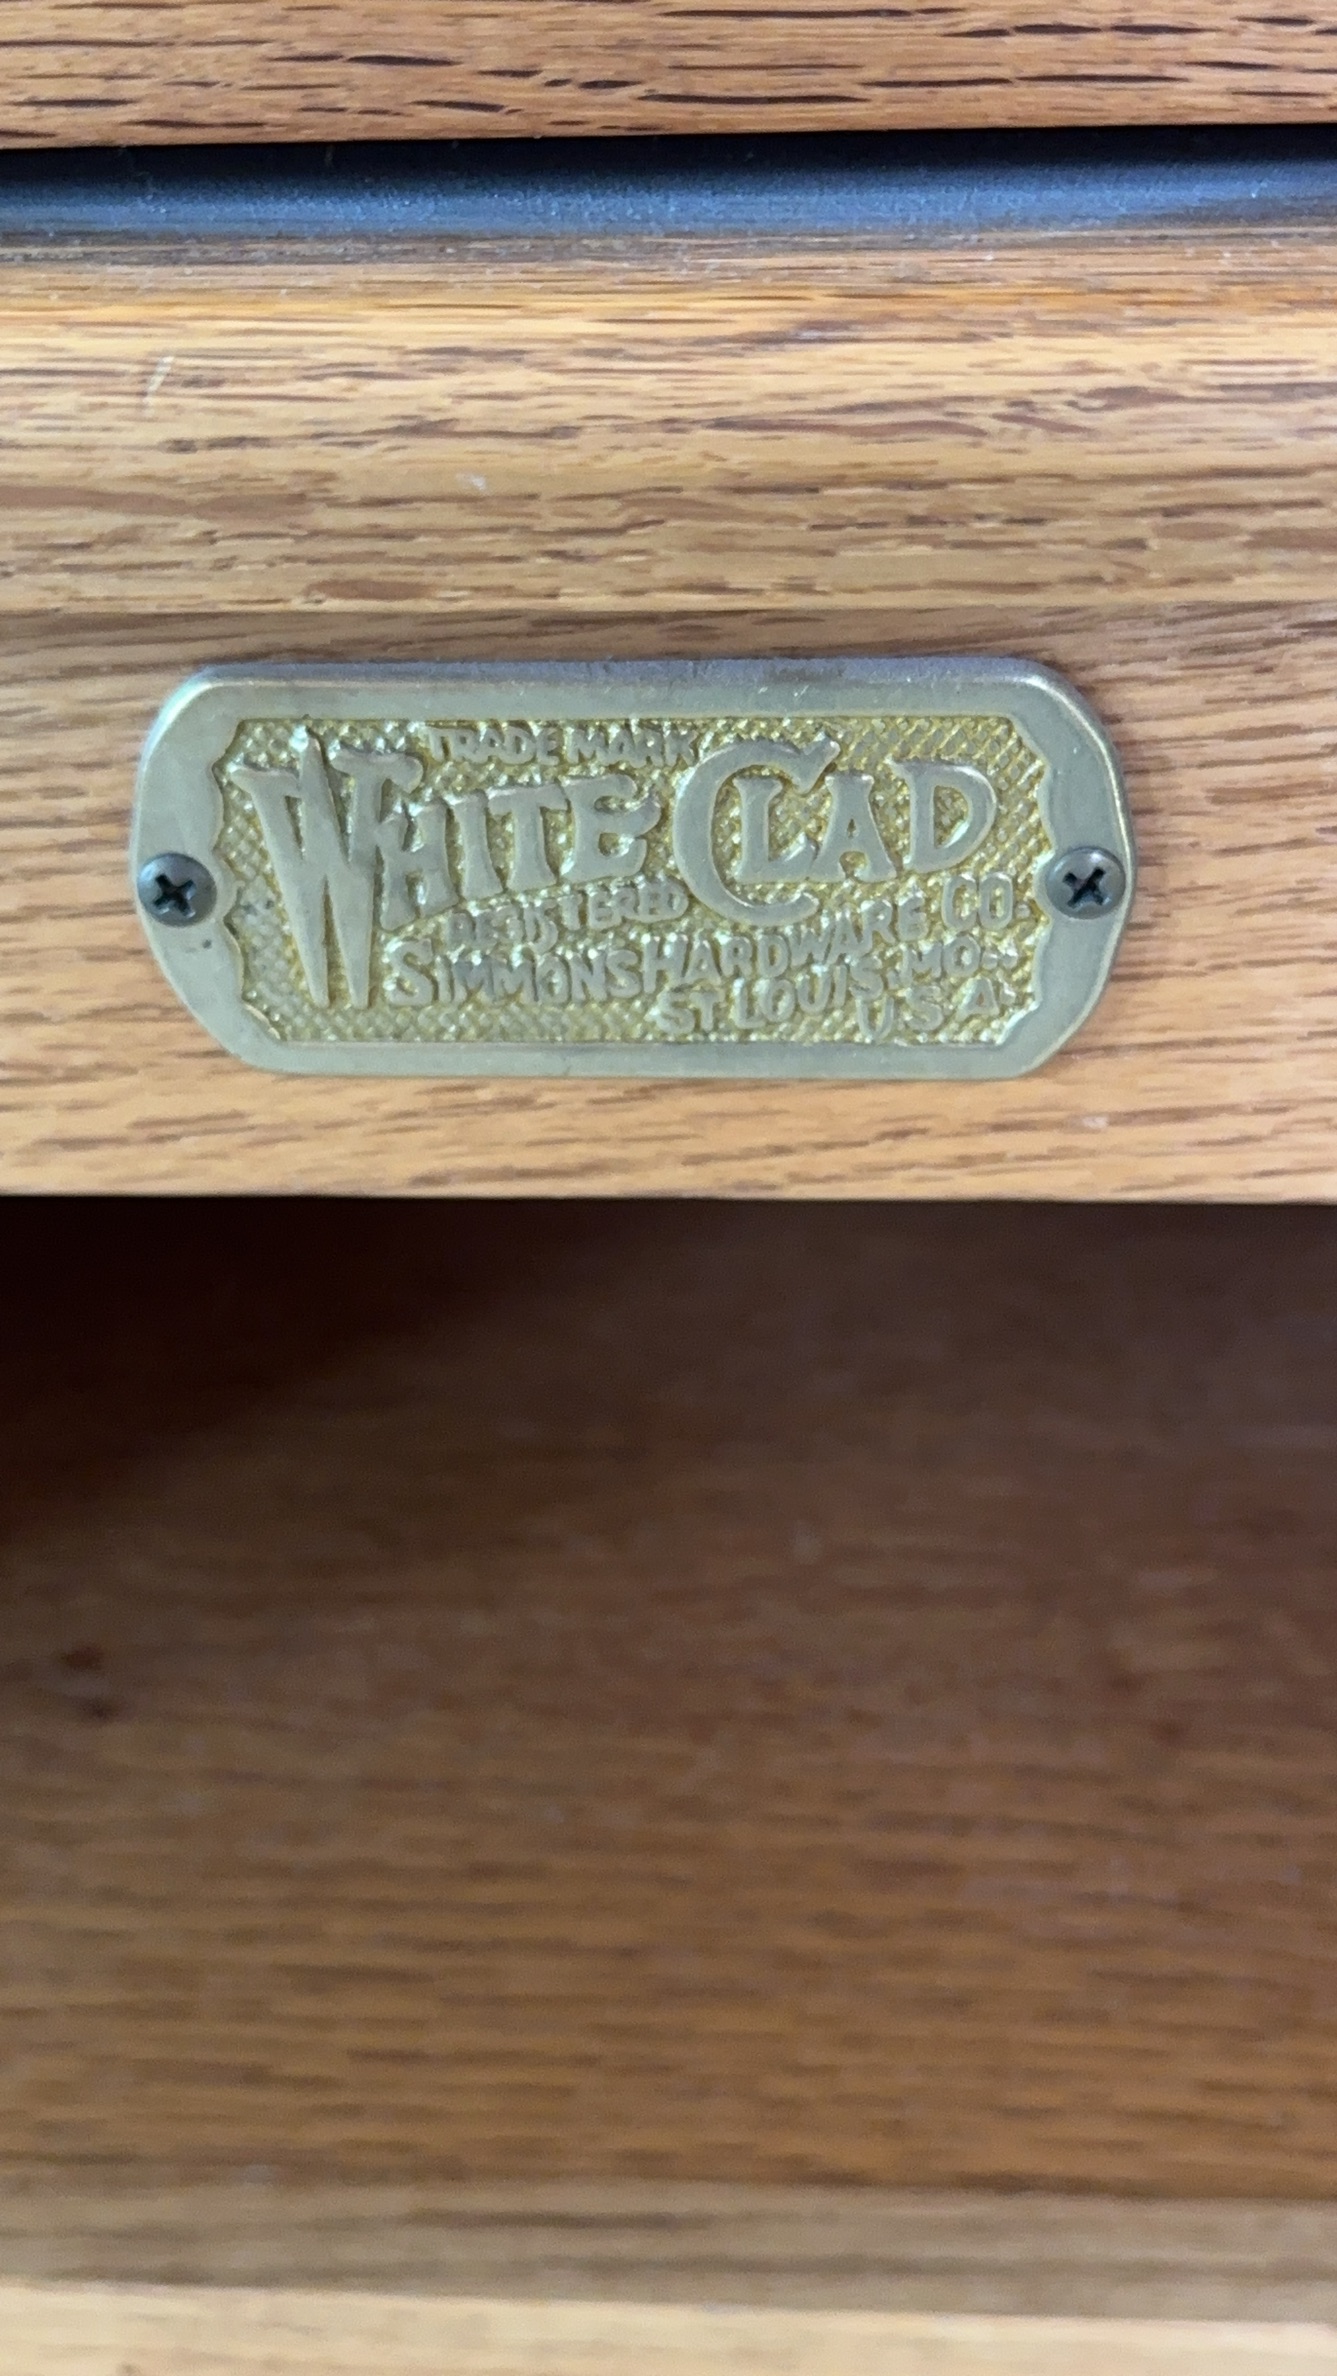 TRADE MARK
WHITE CLAD
REGISTERED
SIMMONS HARDWARE CO.
ST LOUIS, MO.
U.S.A.